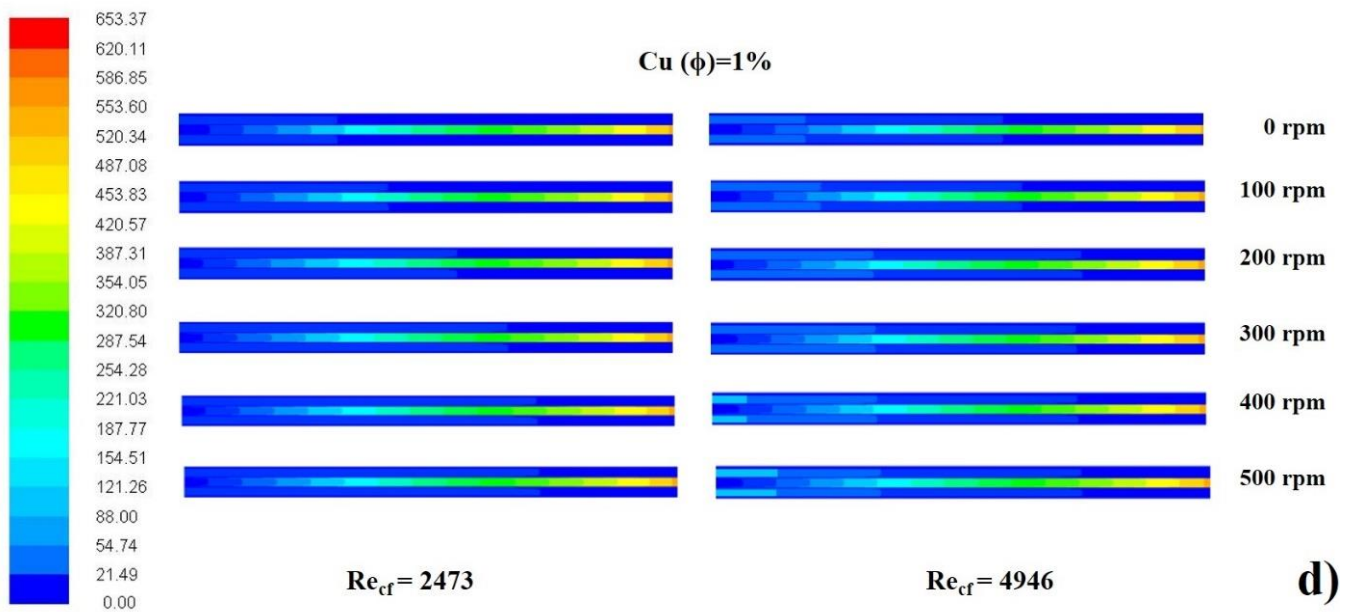 653.37
620.11
586.85
553.60
520.34
487.08
453.83
420.57
387.31
354.05
320.80
287.54
254.28
221.03
187.77
154.51
121.26
88.00
54.74
21.49
0.00
Cu (ϕ)=1%
0 rpm
100 rpm
200 rpm
300 rpm
400 rpm
500 rpm
Re_cf = 2473
Re_cf = 4946
d)